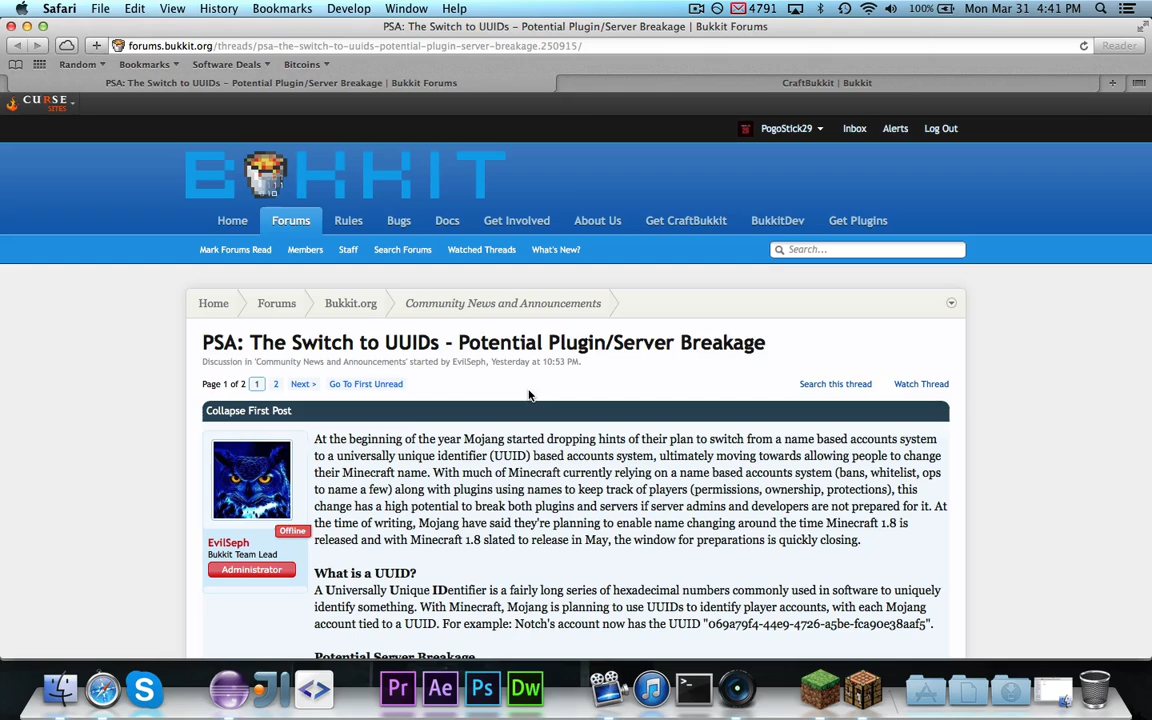 Safari File Edit View History Bookmarks Develop Window Help 4791 100% Mon Mar 31 4:41 PM
PSA: The Switch to UUIDs – Potential Plugin/Server Breakage | Bukkit Forums
forums.bukkit.org/threads/psa-the-switch-to-uuids-potential-plugin-server-breakage.250915/ Reader
Random Bookmarks Software Deals Bitcoins
PSA: The Switch to UUIDs – Potential Plugin/Server Breakage | Bukkit Forums CraftBukkit | Bukkit
CURSE
SITES
PogoStick29 Inbox Alerts Log Out
BUKKIT
Home Forums Rules Bugs Docs Get Involved About Us Get CraftBukkit BukkitDev Get Plugins
Mark Forums Read Members Staff Search Forums Watched Threads What's New? Search...
Home Forums Bukkit.org Community News and Announcements
PSA: The Switch to UUIDs - Potential Plugin/Server Breakage
Discussion in 'Community News and Announcements' started by EvilSeph, Yesterday at 10:53 PM.
Page 1 of 2 1 2 Next > Go To First Unread Search this thread Watch Thread
Collapse First Post
At the beginning of the year Mojang started dropping hints of their plan to switch from a name based accounts system
to a universally unique identifier (UUID) based accounts system, ultimately moving towards allowing people to change
their Minecraft name. With much of Minecraft currently relying on a name based accounts system (bans, whitelist, ops
to name a few) along with plugins using names to keep track of players (permissions, ownership, protections), this
change has a high potential to break both plugins and servers if server admins and developers are not prepared for it. At
the time of writing, Mojang have said they're planning to enable name changing around the time Minecraft 1.8 is
released and with Minecraft 1.8 slated to release in May, the window for preparations is quickly closing.
Offline
EvilSeph
Bukkit Team Lead
Administrator
What is a UUID?
A Universally Unique IDentifier is a fairly long series of hexadecimal numbers commonly used in software to uniquely
identify something. With Minecraft, Mojang is planning to use UUIDs to identify player accounts, with each Mojang
account tied to a UUID. For example: Notch's account now has the UUID "069a79f4-44e9-4726-a5be-fca90e38aaf5".
Potential Server Breakage
Pr Ae Ps Dw